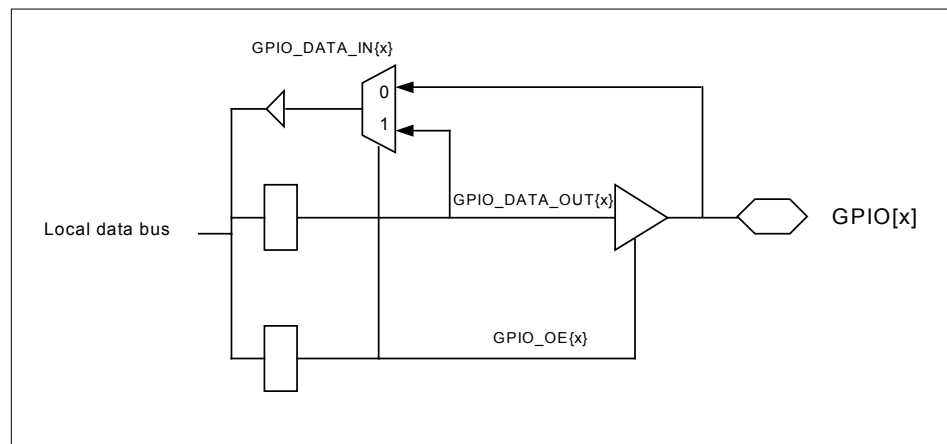 GPIO_DATA_IN{x}
0
1
GPIO_DATA_OUT{x}
Local data bus
GPIO[x]
GPIO_OE{x}